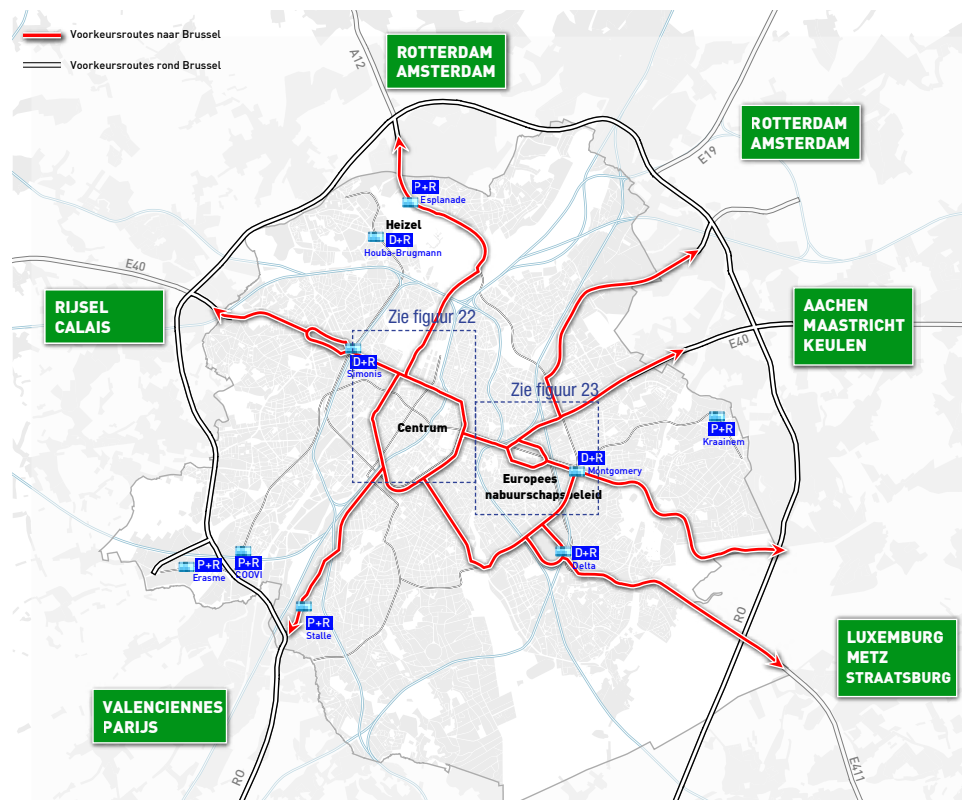 Voorkeursroutes naar Brussel
Voorkeursroutes rond Brussel
A12
ROTTERDAM
AMSTERDAM
ROTTERDAM
AMSTERDAM
E19
P+R
Esplanade
Heizel
D+R
Houba-Brugmann
E40
RIJSEL
CALAIS
Zie figuur 22
D+R
Simonis
AACHEN
MAASTRICHT
KEULEN
E40
Zie figuur 23
Centrum
P+R
Kraainem
D+R
Montgomery
Europees
nabuurschapsbeleid
P+R
Erasme
P+R
COOVI
D+R
Delta
P+R
Stalle
RO
LUXEMBURG
METZ
STRAATSBURG
VALENCIENNES
PARIJS
RO
E411